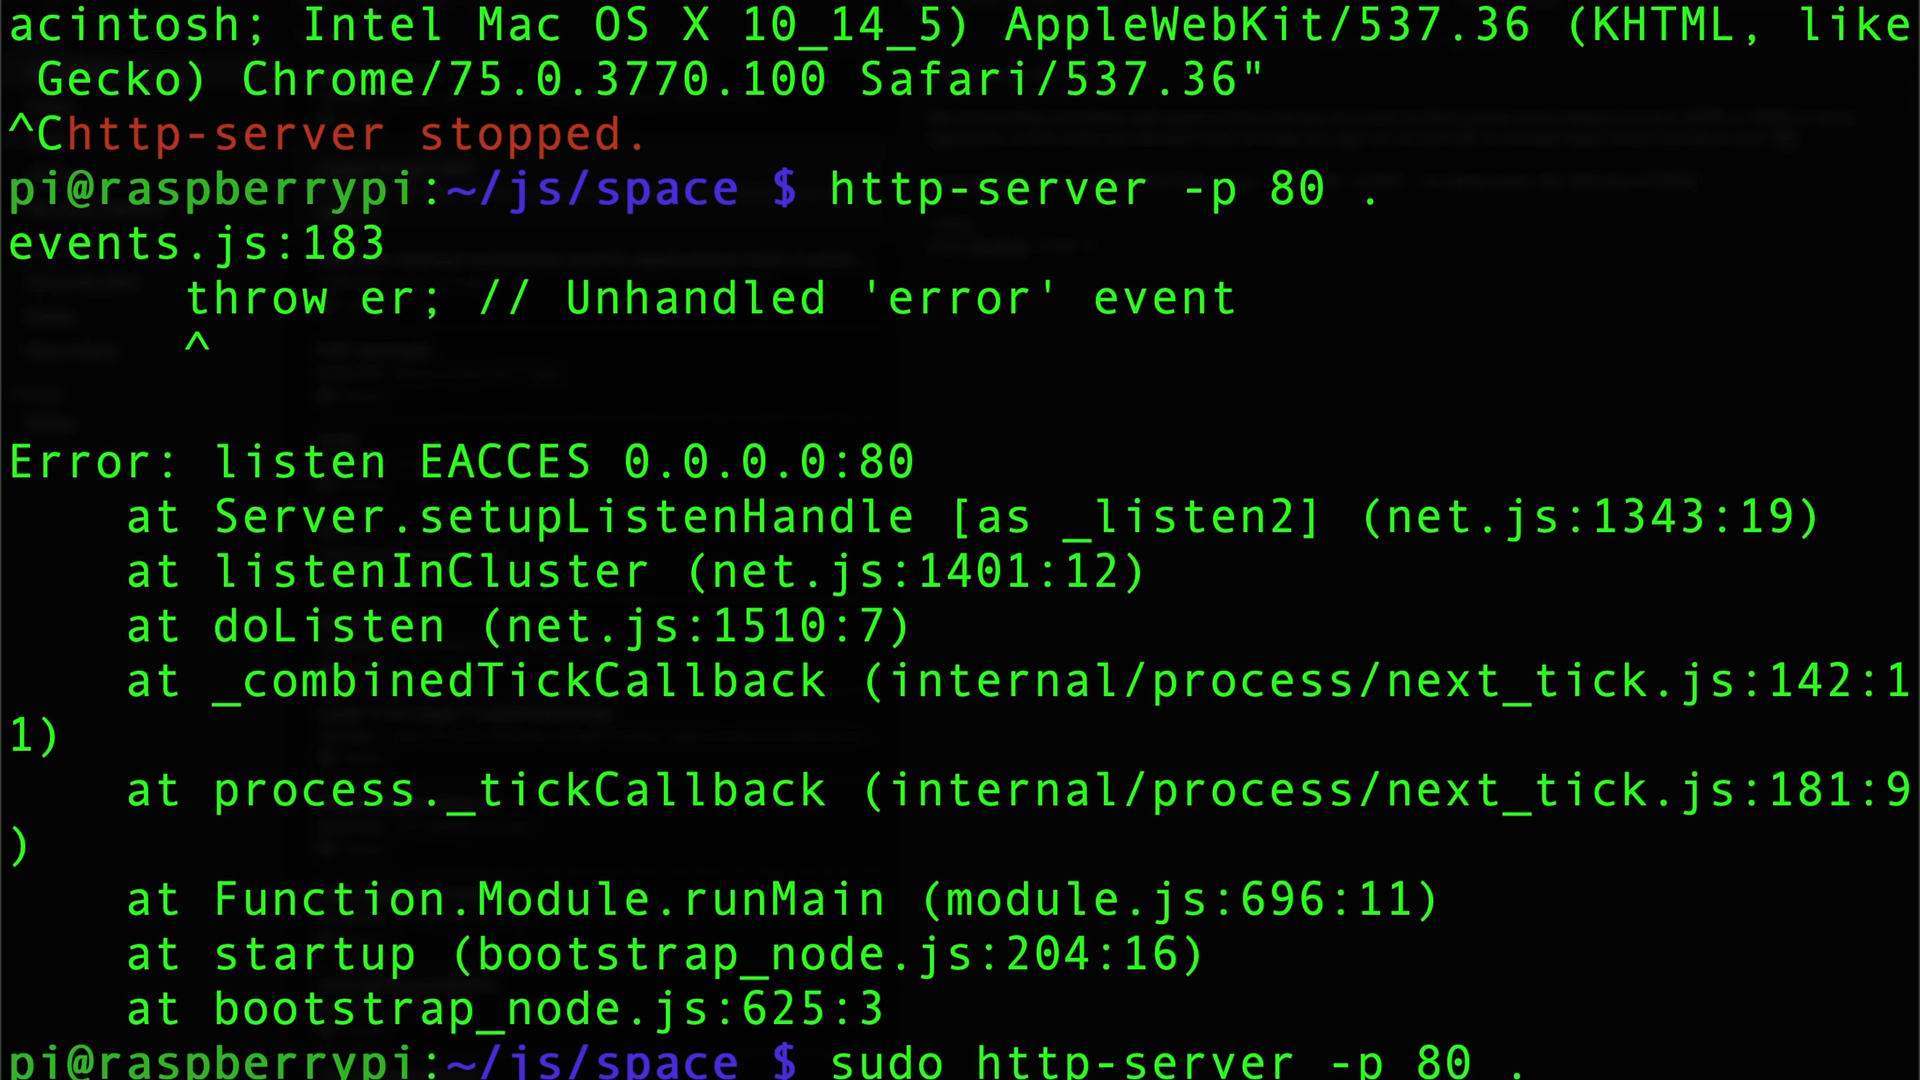 acintosh; Intel Mac OS X 10_14_5) AppleWebKit/537.36 (KHTML, like
 Gecko) Chrome/75.0.3770.100 Safari/537.36"
^Chttp-server stopped.
pi@raspberrypi:~/js/space $ http-server -p 80 .
events.js:183
      throw er; // Unhandled 'error' event
      ^

Error: listen EACCES 0.0.0.0:80
    at Server.setupListenHandle [as _listen2] (net.js:1343:19)
    at listenInCluster (net.js:1401:12)
    at doListen (net.js:1510:7)
    at _combinedTickCallback (internal/process/next_tick.js:142:1
1)
    at process._tickCallback (internal/process/next_tick.js:181:9
)
    at Function.Module.runMain (module.js:696:11)
    at startup (bootstrap_node.js:204:16)
    at bootstrap_node.js:625:3
pi@raspberrypi:~/js/space $ sudo http-server -p 80 .